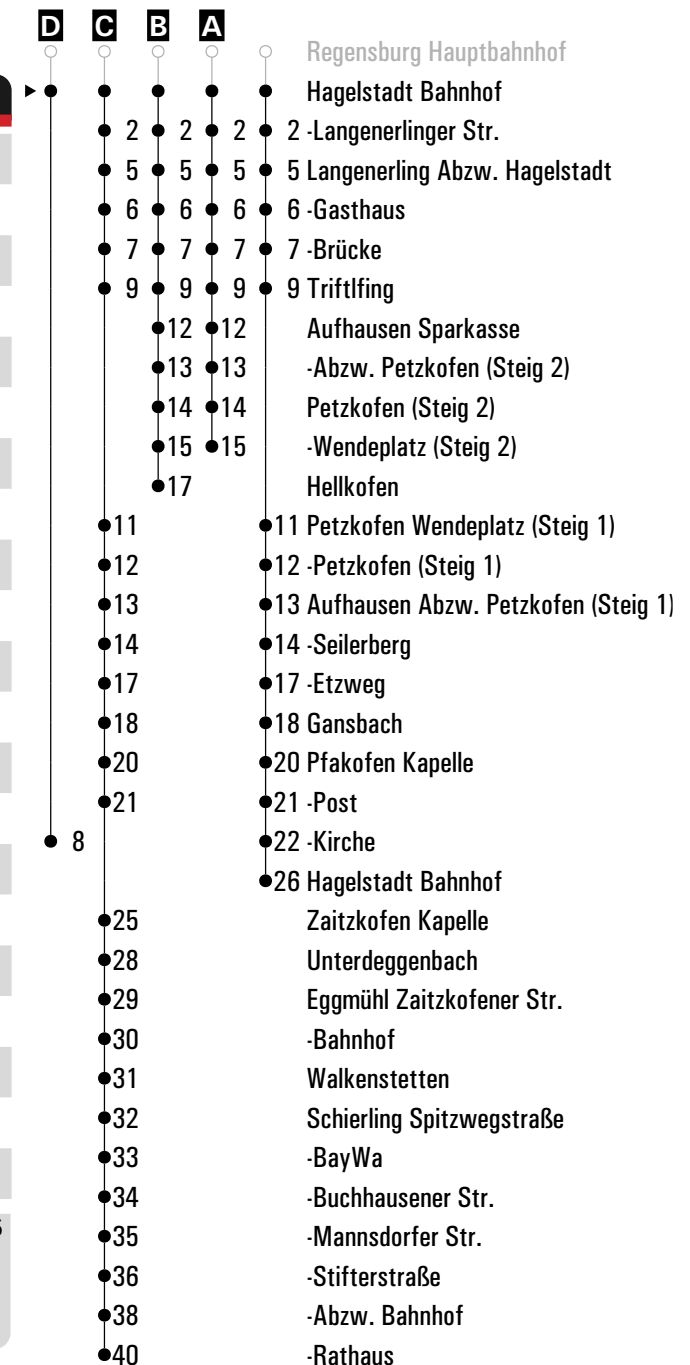 D C B A
Regensburg Hauptbahnhof
Hagelstadt Bahnhof
2 2 2 2 -Langenerlinger Str.
5 5 5 5 Langenerling Abzw. Hagelstadt
6 6 6 6 -Gasthaus
7 7 7 7 -Brücke
9 9 9 9 Triftlfing
12 12 Aufhausen Sparkasse
13 13 -Abzw. Petzkofen (Steig 2)
14 14 Petzkofen (Steig 2)
15 15 -Wendeplatz (Steig 2)
17 Hellkofen
11 11 Petzkofen Wendeplatz (Steig 1)
12 12 -Petzkofen (Steig 1)
13 13 Aufhausen Abzw. Petzkofen (Steig 1)
14 14 -Seilerberg
17 17 -Etzweg
18 18 Gansbach
20 20 Pfakofen Kapelle
21 21 -Post
8 22 -Kirche
26 Hagelstadt Bahnhof
25 Zaitzkofen Kapelle
28 Unterdeggenbach
29 Eggmühl Zaitzkofener Str.
30 -Bahnhof
31 Walkenstetten
32 Schierling Spitzwegstraße
33 -BayWa
34 -Buchhausener Str.
35 -Mannsdorfer Str.
36 -Stifterstraße
38 -Abzw. Bahnhof
40 -Rathaus